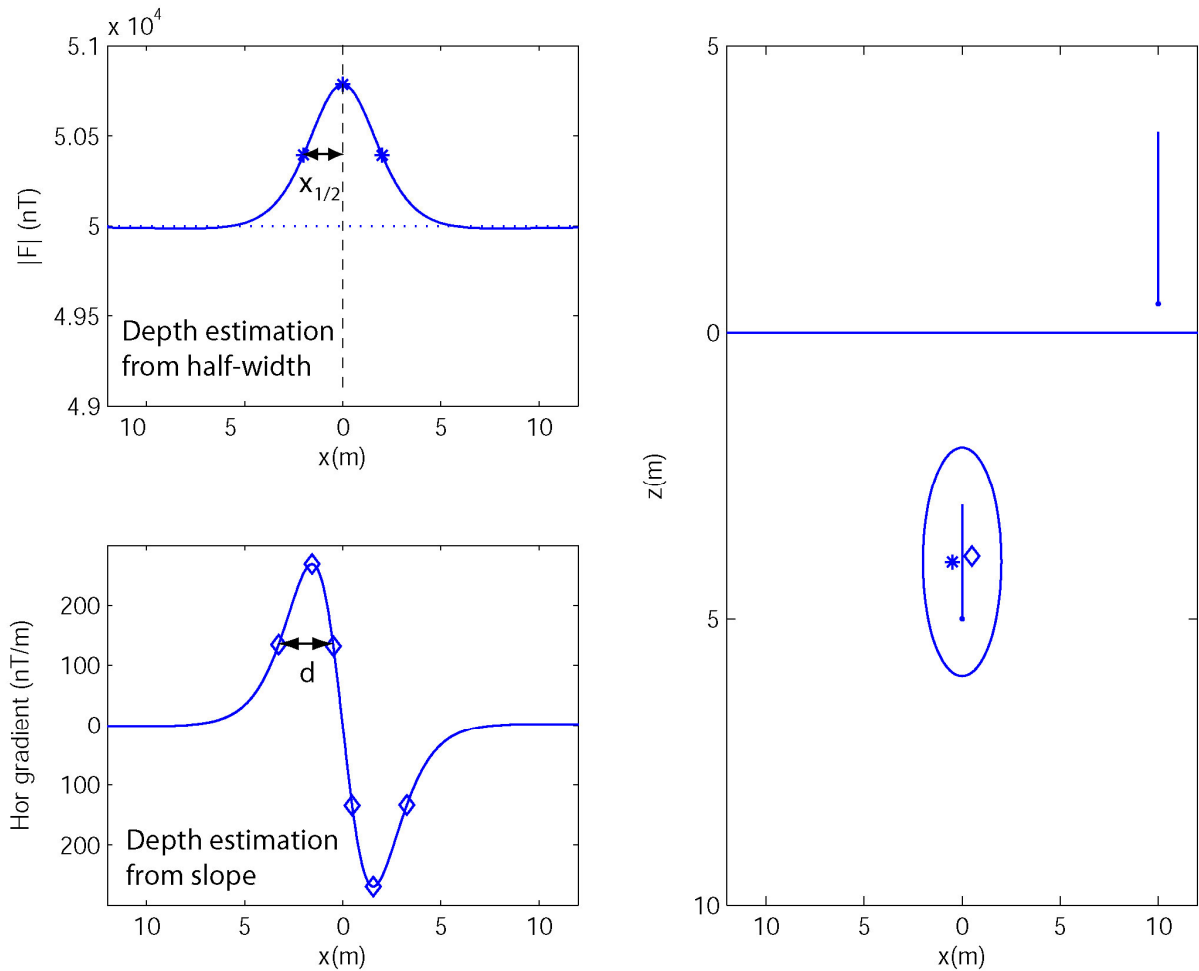 x 10⁴
5.1
5.05
5
4.95
4.9
|F| (nT)
x₁/₂
Depth estimation
from half-width
10 5 0 5 10
x(m)
200
100
0
100
200
Hor gradient (nT/m)
d
Depth estimation
from slope
10 5 0 5 10
x(m)
5
0
5
10
z(m)
10 5 0 5 10
x(m)